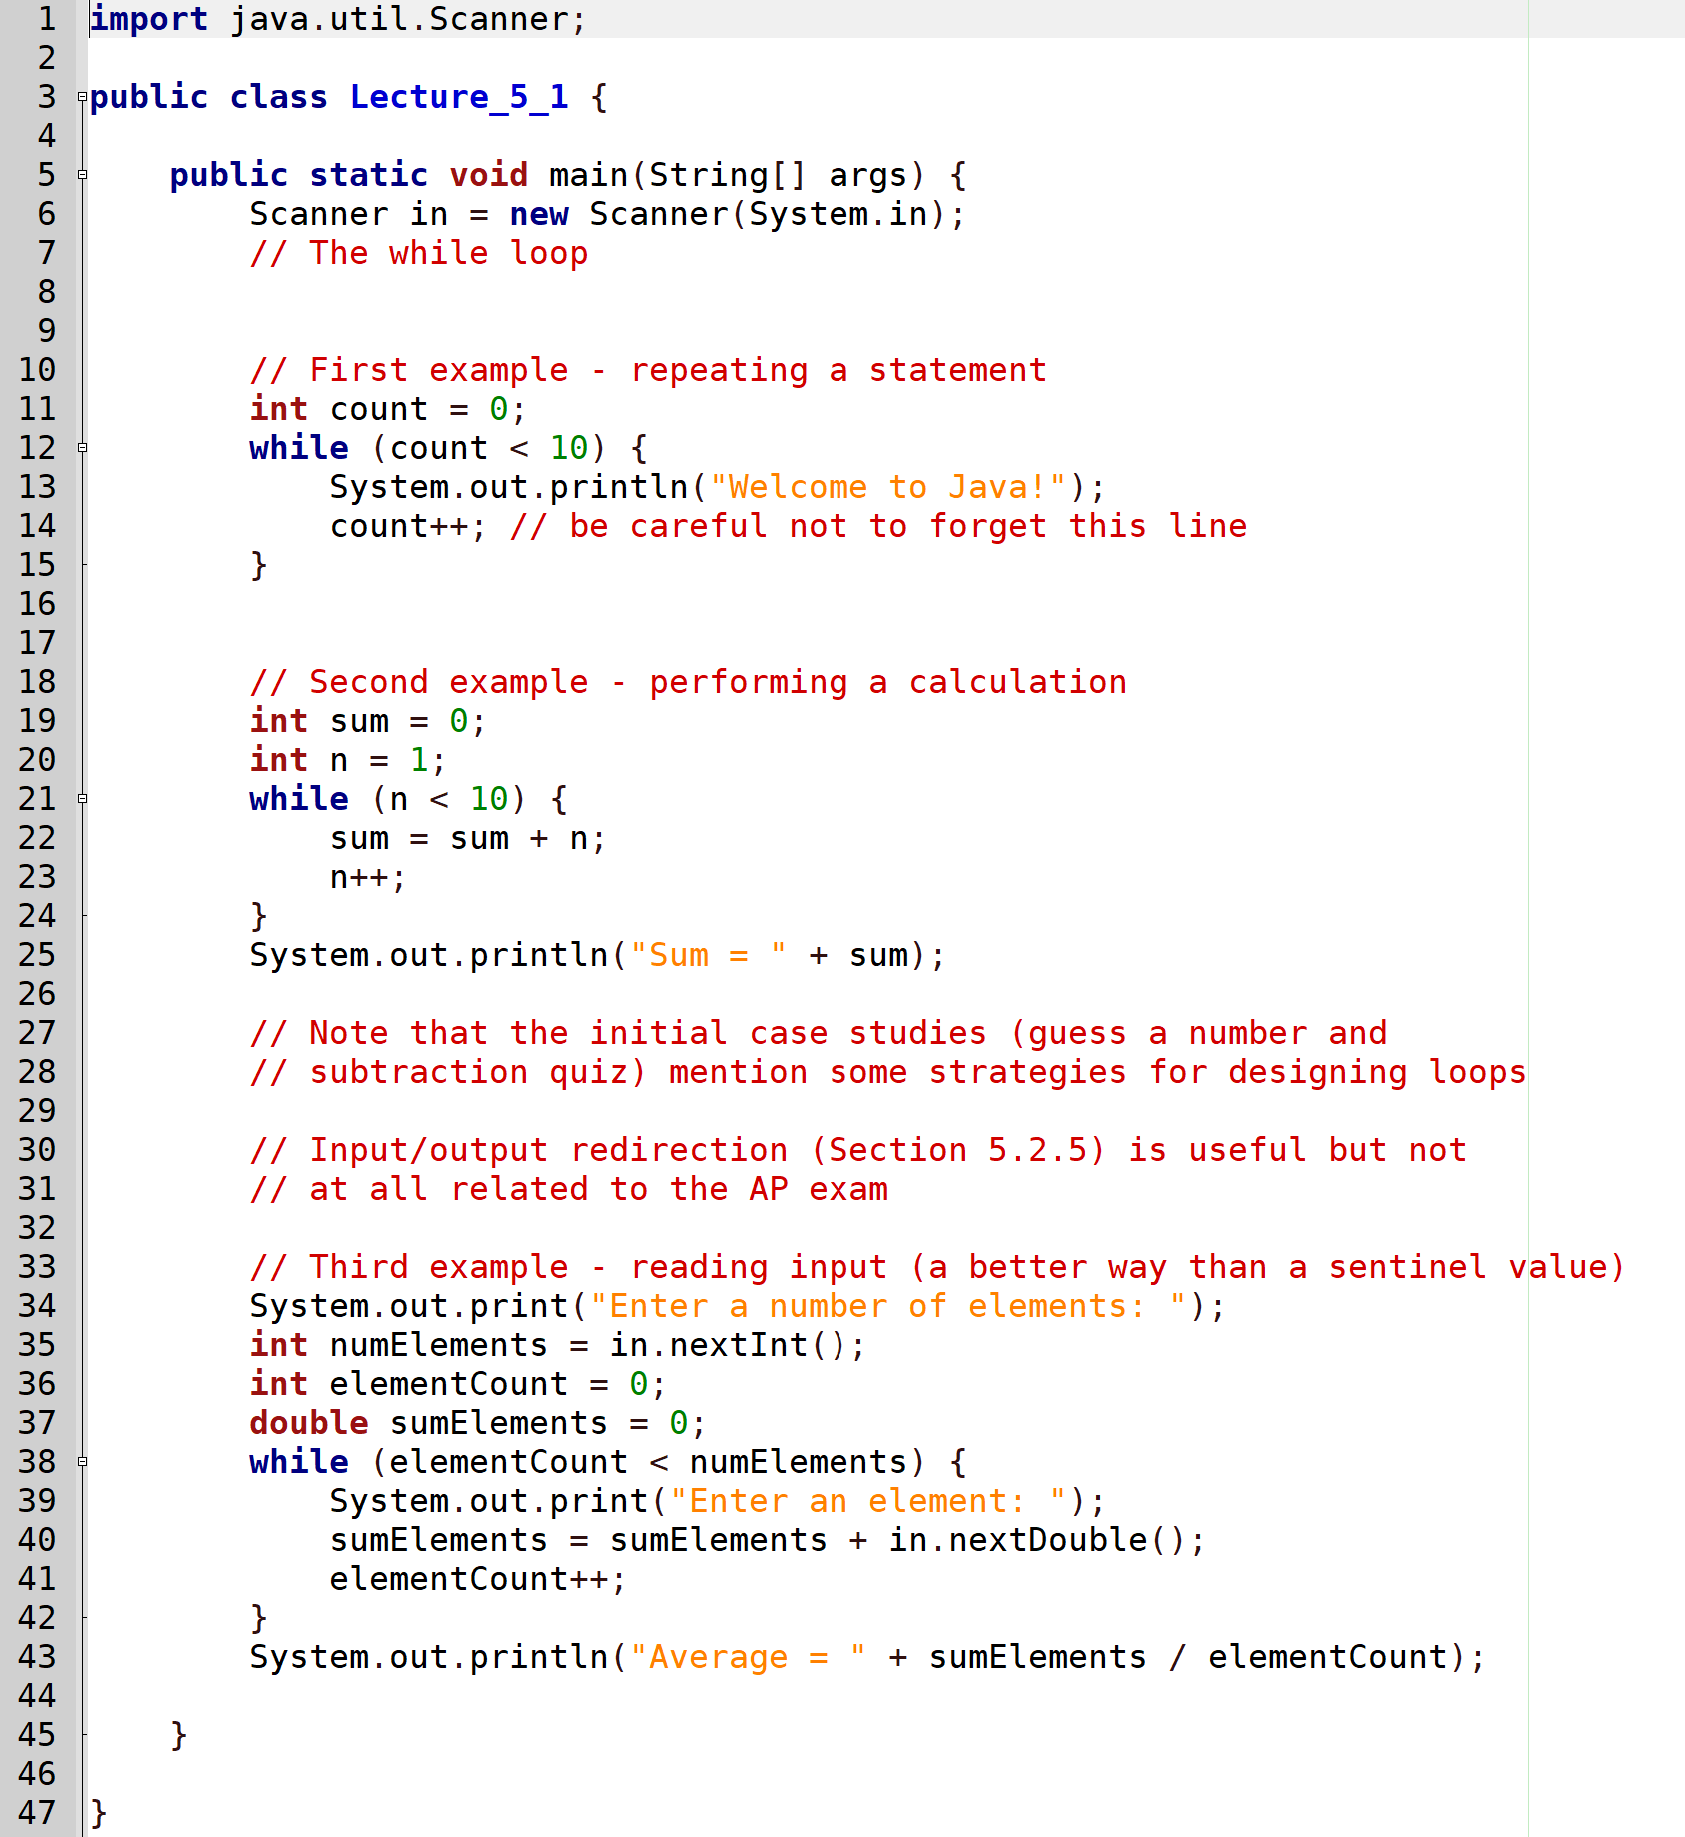 1 import java.util.Scanner;
2
3 public class Lecture_5_1 {
4
5     public static void main(String[] args) {
6         Scanner in = new Scanner(System.in);
7         // The while loop
8
9
10         // First example - repeating a statement
11         int count = 0;
12         while (count < 10) {
13             System.out.println("Welcome to Java!");
14             count++; // be careful not to forget this line
15         }
16
17
18         // Second example - performing a calculation
19         int sum = 0;
20         int n = 1;
21         while (n < 10) {
22             sum = sum + n;
23             n++;
24         }
25         System.out.println("Sum = " + sum);
26
27         // Note that the initial case studies (guess a number and
28         // subtraction quiz) mention some strategies for designing loops
29
30         // Input/output redirection (Section 5.2.5) is useful but not
31         // at all related to the AP exam
32
33         // Third example - reading input (a better way than a sentinel value)
34         System.out.print("Enter a number of elements: ");
35         int numElements = in.nextInt();
36         int elementCount = 0;
37         double sumElements = 0;
38         while (elementCount < numElements) {
39             System.out.print("Enter an element: ");
40             sumElements = sumElements + in.nextDouble();
41             elementCount++;
42         }
43         System.out.println("Average = " + sumElements / elementCount);
44
45     }
46
47 }